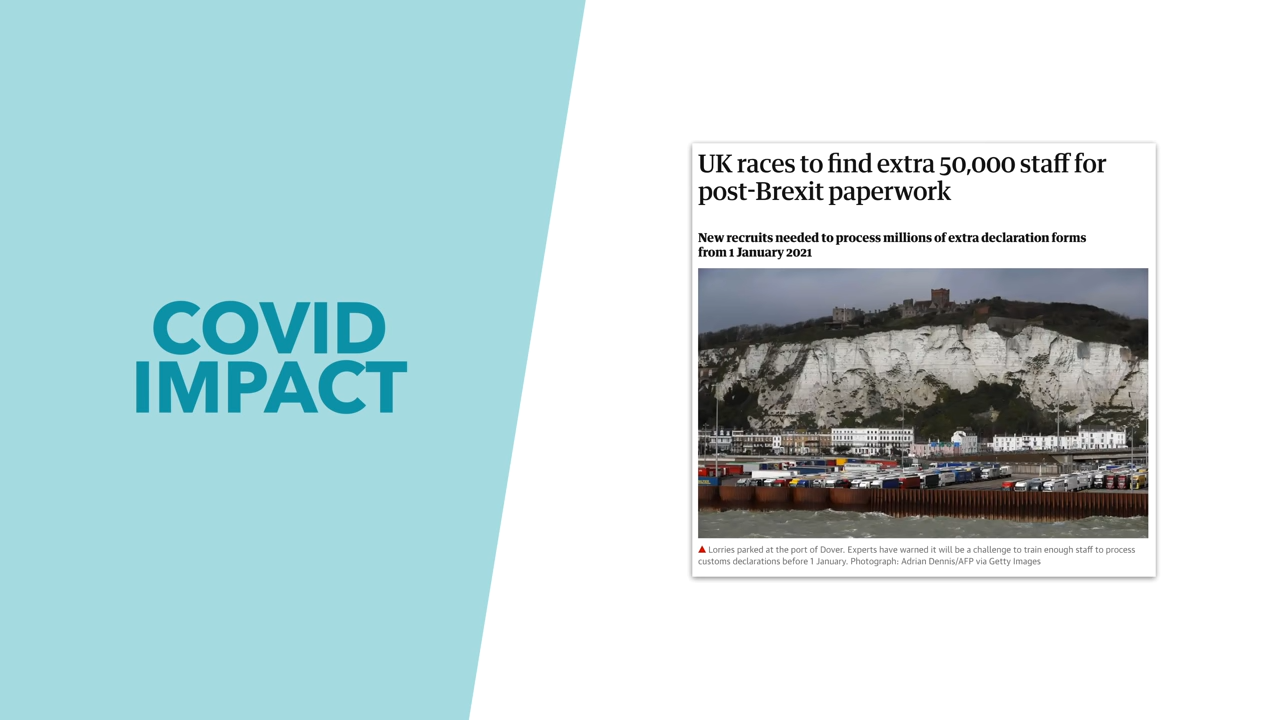 COVID
IMPACT
UK races to find extra 50,000 staff for
post-Brexit paperwork
New recruits needed to process millions of extra declaration forms
from 1 January 2021
Lorries parked at the port of Dover. Experts have warned it will be a challenge to train enough staff to process
customs declarations before 1 January. Photograph: Adrian Dennis/AFP via Getty Images